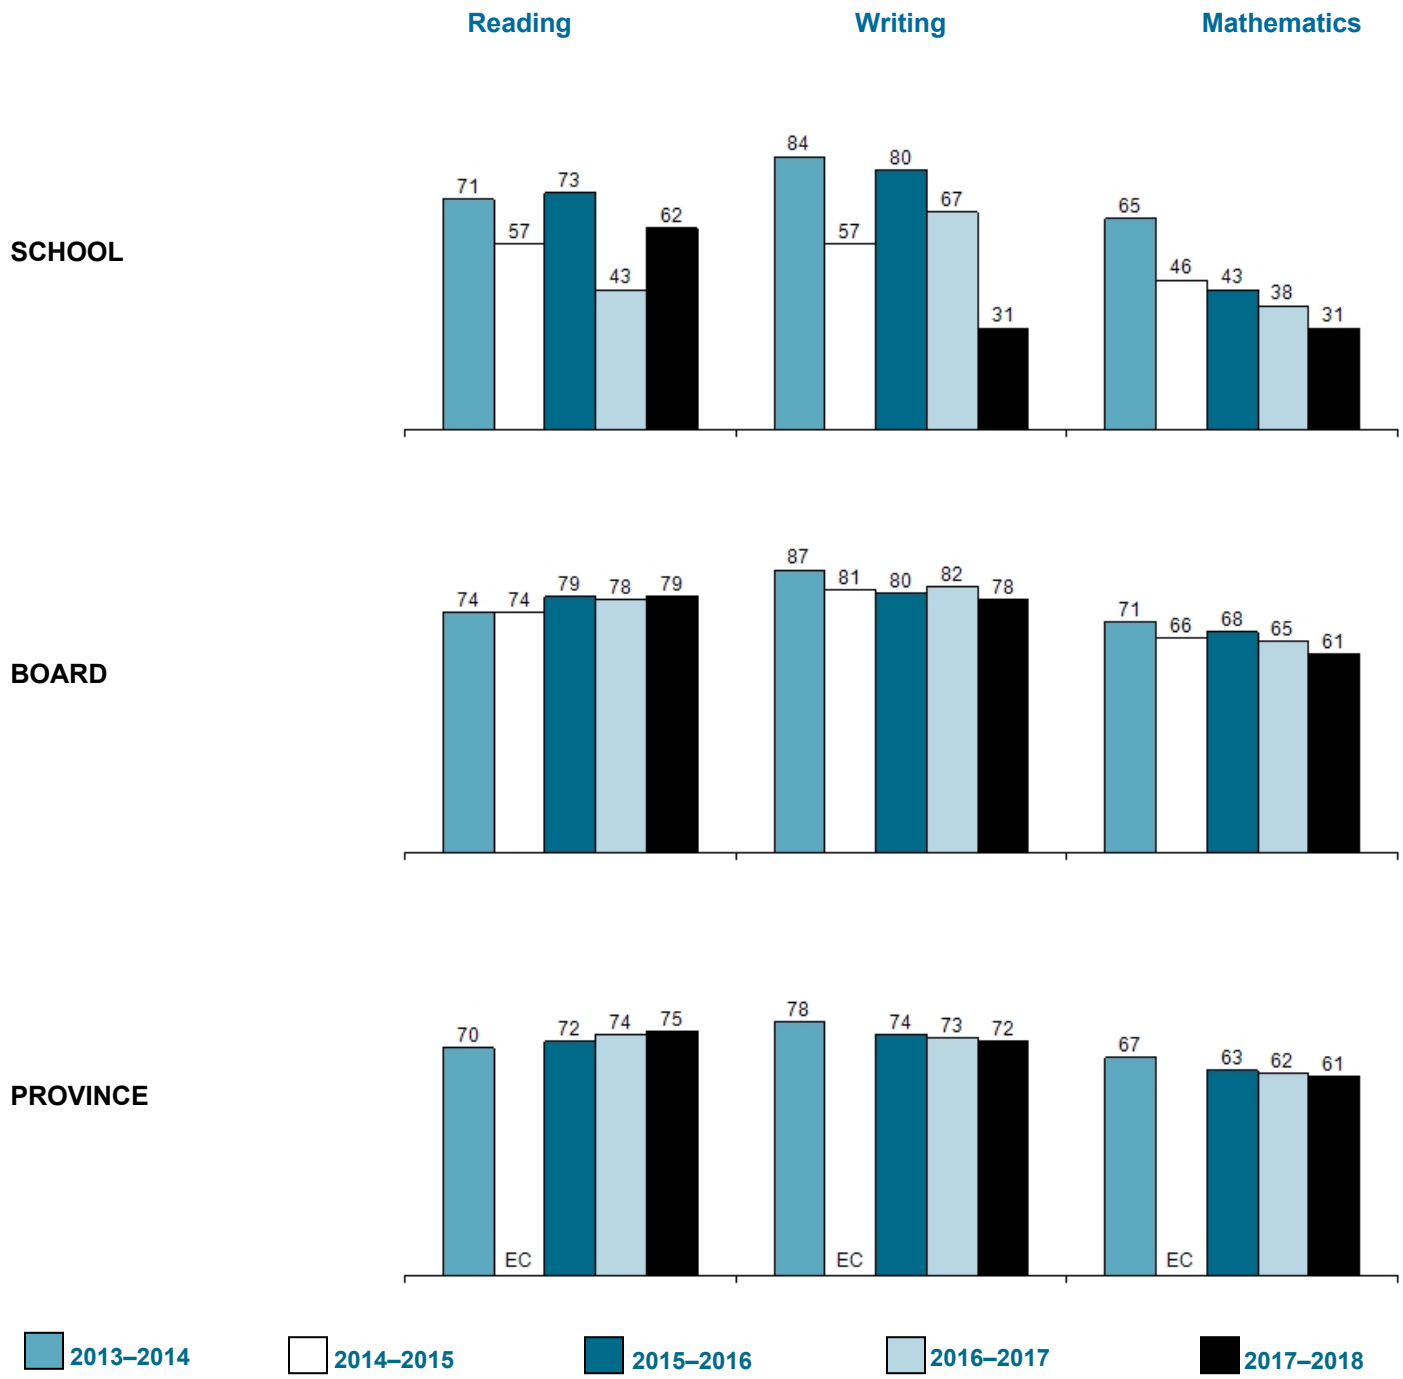 Reading Writing Mathematics
SCHOOL
71 57 73 43 62
84 57 80 67 31
65 46 43 38 31
BOARD
74 74 79 78 79
87 81 80 82 78
71 66 68 65 61
PROVINCE
70 EC 72 74 75
78 EC 74 73 72
67 EC 63 62 61
2013–2014 2014–2015 2015–2016 2016–2017 2017–2018